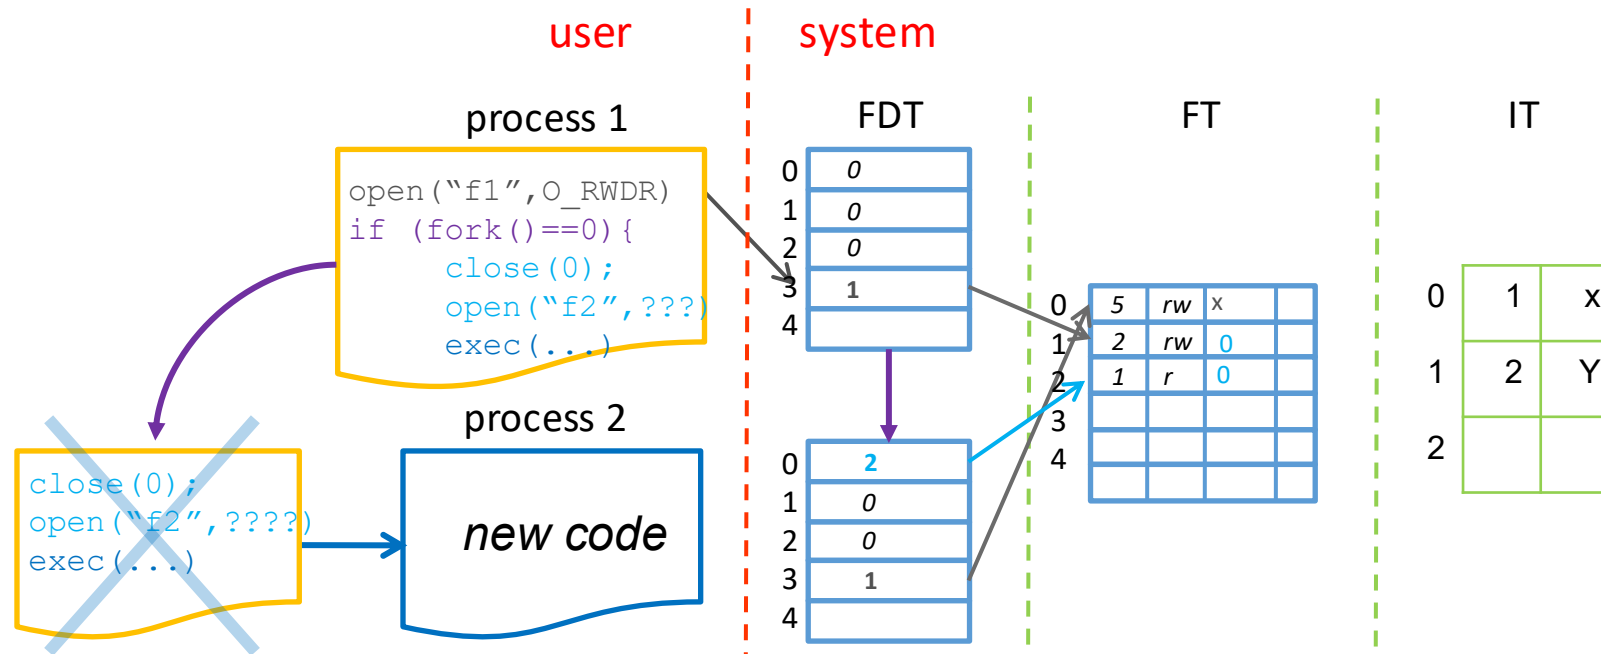 user system
process 1 FDT FT IT
open(“f1”,O_RWDR)
if (fork()==0){
close(0);
open(“f2”,???)
exec(...)
0 0
1 0
2 0
3 1
4
0 5 rw x
1 2 rw 0
2 1 r 0
3
4
0 1 x
1 2 Y
2
process 2
close(0);
open(“f2”,????)
exec(...)
new code
0 2
1 0
2 0
3 1
4